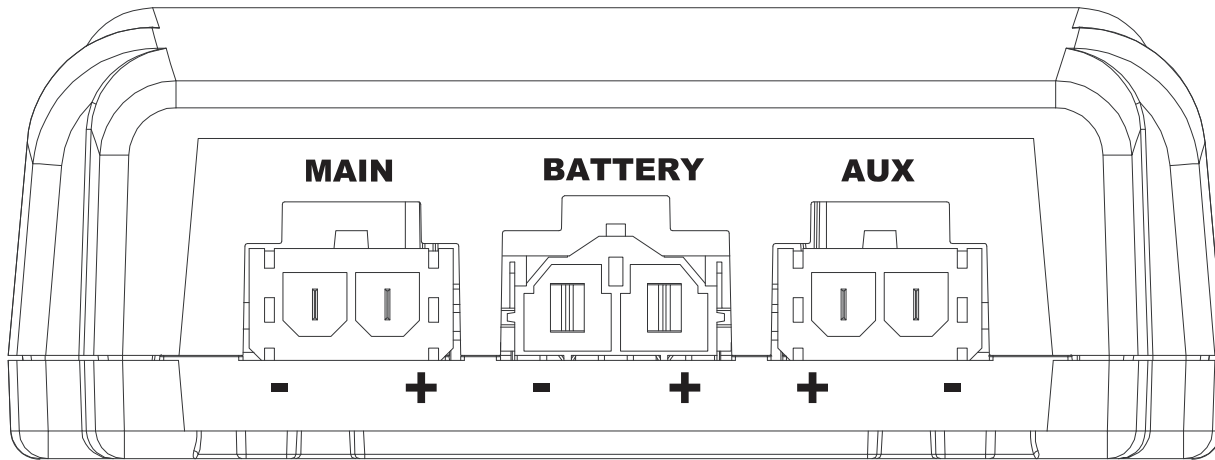 MAIN BATTERY AUX
- + - + + -